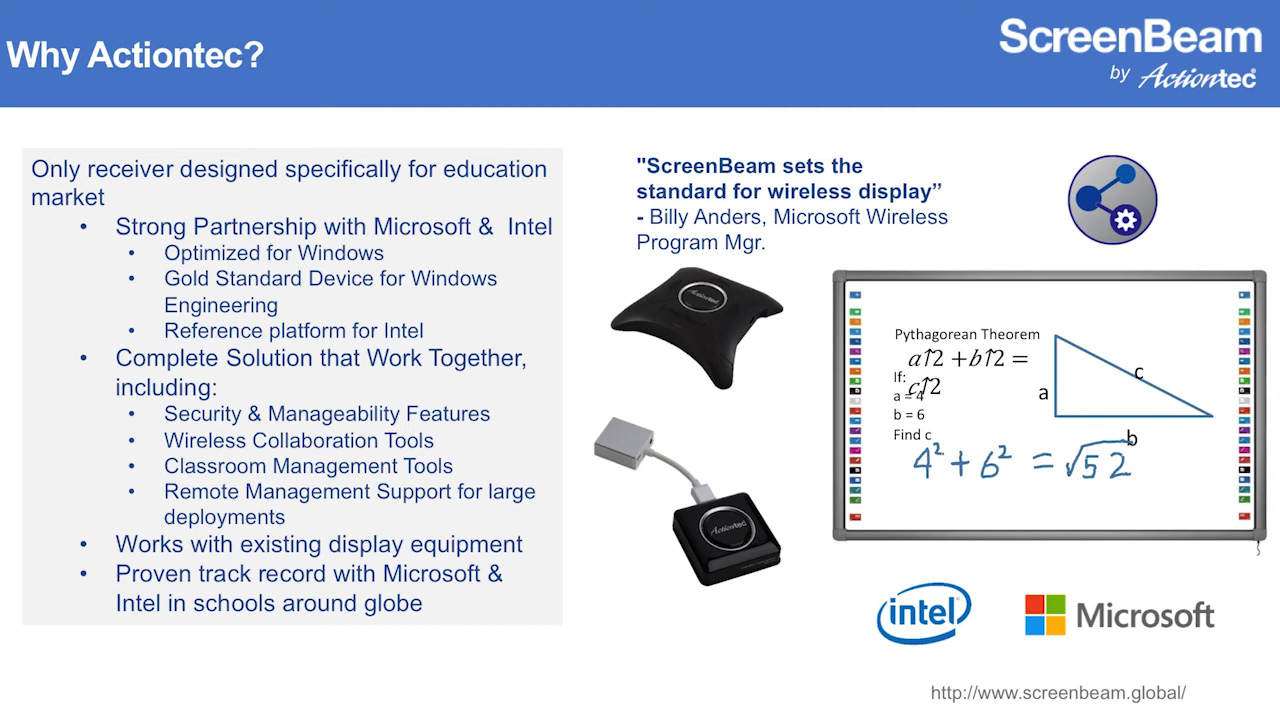 Why Actiontec?
ScreenBeam
by Actiontec
Only receiver designed specifically for education
market
• Strong Partnership with Microsoft & Intel
• Optimized for Windows
• Gold Standard Device for Windows
Engineering
• Reference platform for Intel
• Complete Solution that Work Together,
including:
• Security & Manageability Features
• Wireless Collaboration Tools
• Classroom Management Tools
• Remote Management Support for large
deployments
• Works with existing display equipment
• Proven track record with Microsoft &
Intel in schools around globe
"ScreenBeam sets the
standard for wireless display”
- Billy Anders, Microsoft Wireless
Program Mgr.
Actiontec
Actiontec
Pythagorean Theorem
a↑2 +b↑2 =
c↑2
If:
a = 4
b = 6
Find c
a
c
b
4² + 6² = √52
intel
Microsoft
http://www.screenbeam.global/